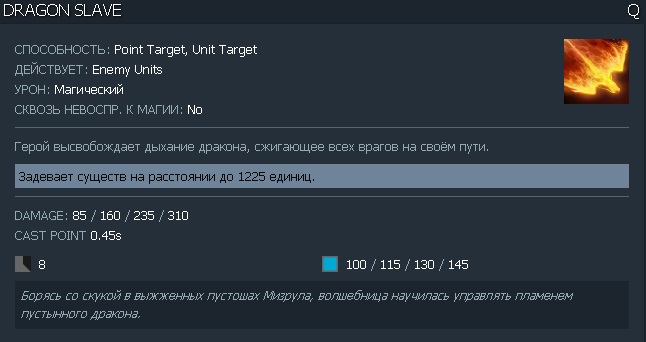 DRAGON SLAVE Q
СПОСОБНОСТЬ: Point Target, Unit Target
ДЕЙСТВУЕТ: Enemy Units
УРОН: Магический
СКВОЗЬ НЕВОСПР. К МАГИИ: No
Герой высвобождает дыхание дракона, сжигающее всех врагов на своём пути.
Задевает существ на расстоянии до 1225 единиц.
DAMAGE: 85 / 160 / 235 / 310
CAST POINT 0.45s
8 100 / 115 / 130 / 145
Борясь со скукой в выжженных пустошах Мизрула, волшебница научилась управлять пламенем
пустынного дракона.